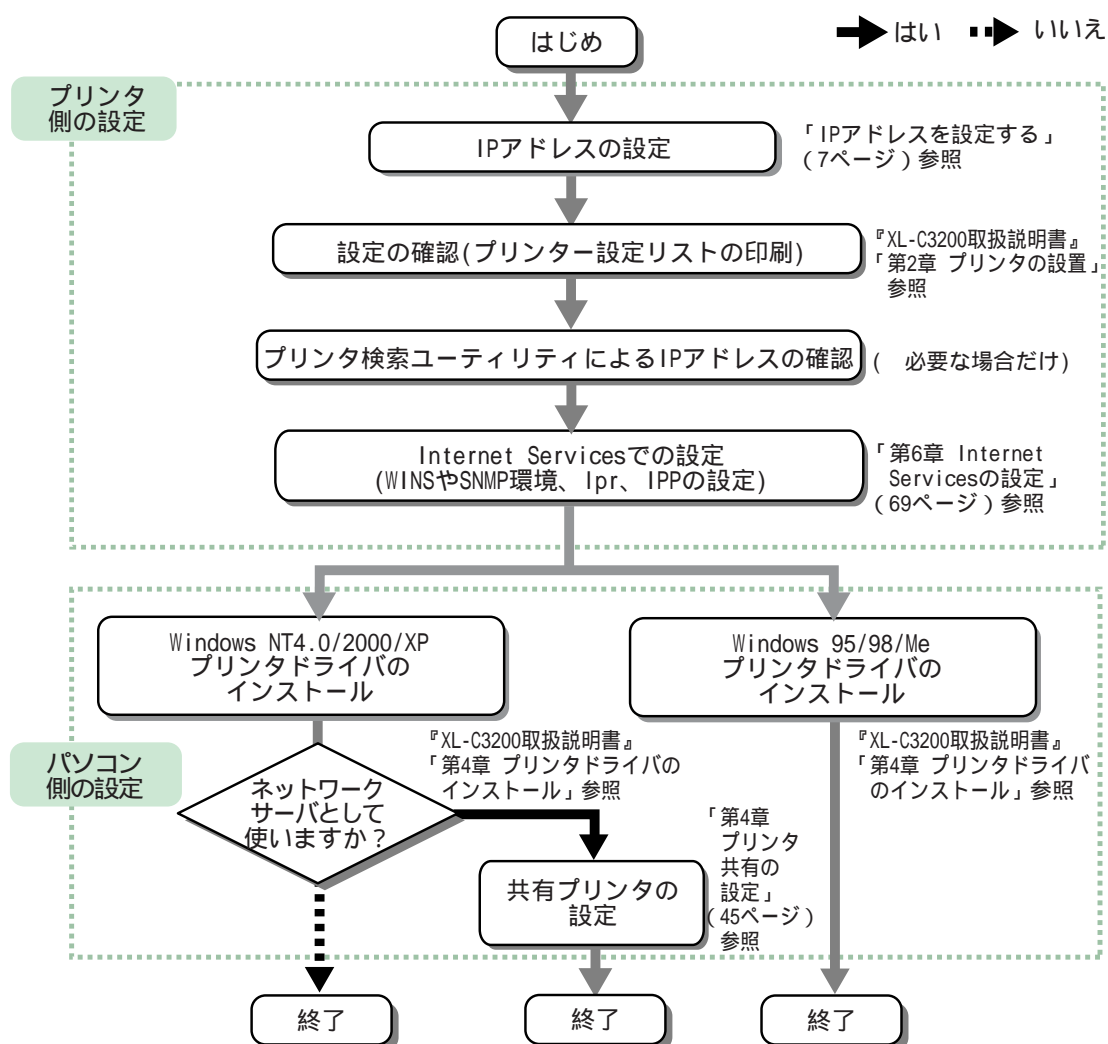 はじめ
はい
いいえ
プリンタ
側の設定
IPアドレスの設定
「IPアドレスを設定する」
(7ページ)参照
設定の確認(プリンター設定リストの印刷)
『XL-C3200取扱説明書』
「第2章 プリンタの設置」
参照
プリンタ検索ユーティリティによるIPアドレスの確認
( 必要な場合だけ)
Internet Servicesでの設定
(WINSやSNMP環境、lpr、IPPの設定)
「第6章 Internet
Servicesの設定」
(69ページ)参照
パソコン
側の設定
Windows NT4.0/2000/XP
プリンタドライバの
インストール
『XL-C3200取扱説明書』
「第4章 プリンタドライバの
インストール」参照
Windows 95/98/Me
プリンタドライバの
インストール
『XL-C3200取扱説明書』
「第4章 プリンタドライバ
のインストール」参照
ネットワーク
サーバとして
使いますか?
共有プリンタの
設定
「第4章
プリンタ
共有の
設定」
(45ページ)
参照
終了
終了
終了